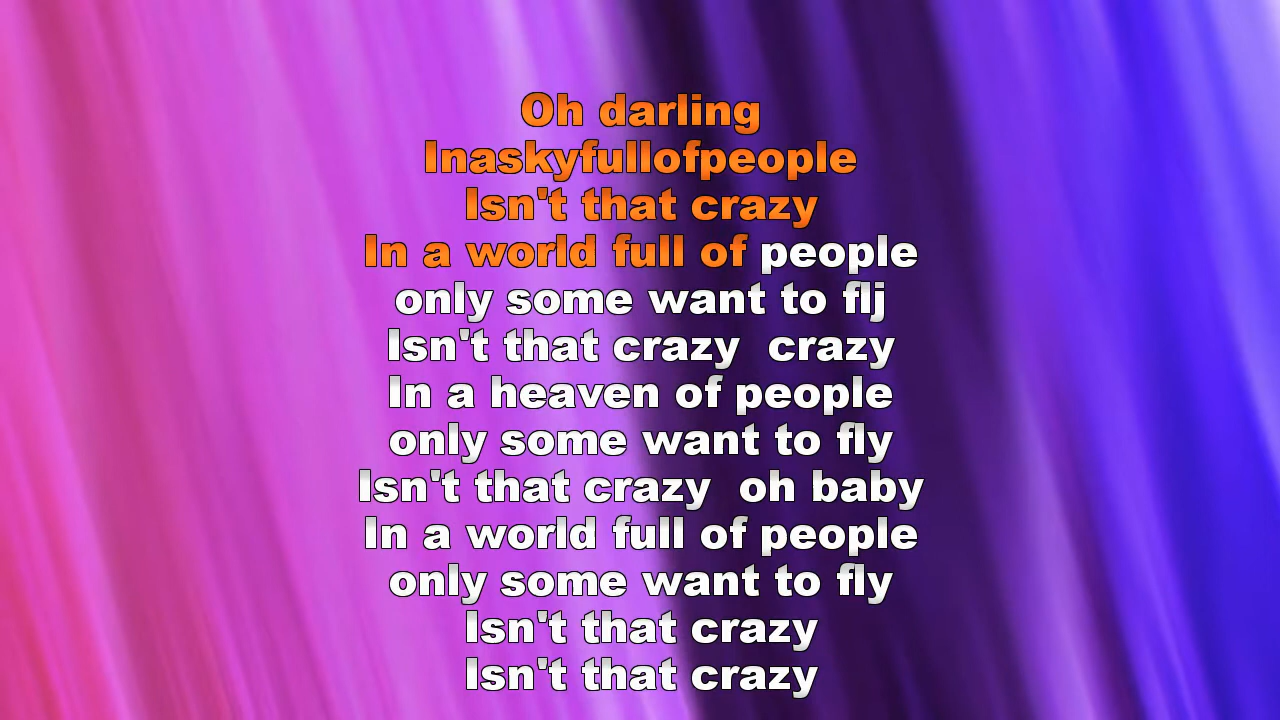 Oh darling
Inaskyfullofpeople
Isn't that crazy
In a world full of people
only some want to flj
Isn't that crazy  crazy
In a heaven of people
only some want to fly
Isn't that crazy  oh baby
In a world full of people
only some want to fly
Isn't that crazy
Isn't that crazy